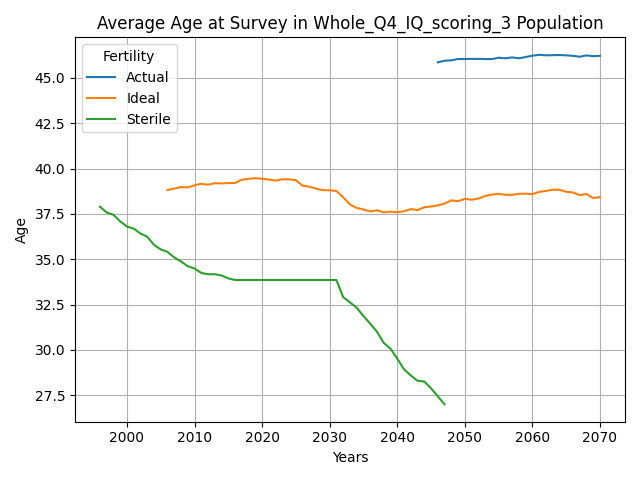 Average Age at Survey in Whole_Q4_IQ_scoring_3 Population
Fertility
Actual
Ideal
Sterile
45.0
42.5
40.0
37.5
35.0
32.5
30.0
27.5
Age
2000 2010 2020 2030 2040 2050 2060 2070
Years